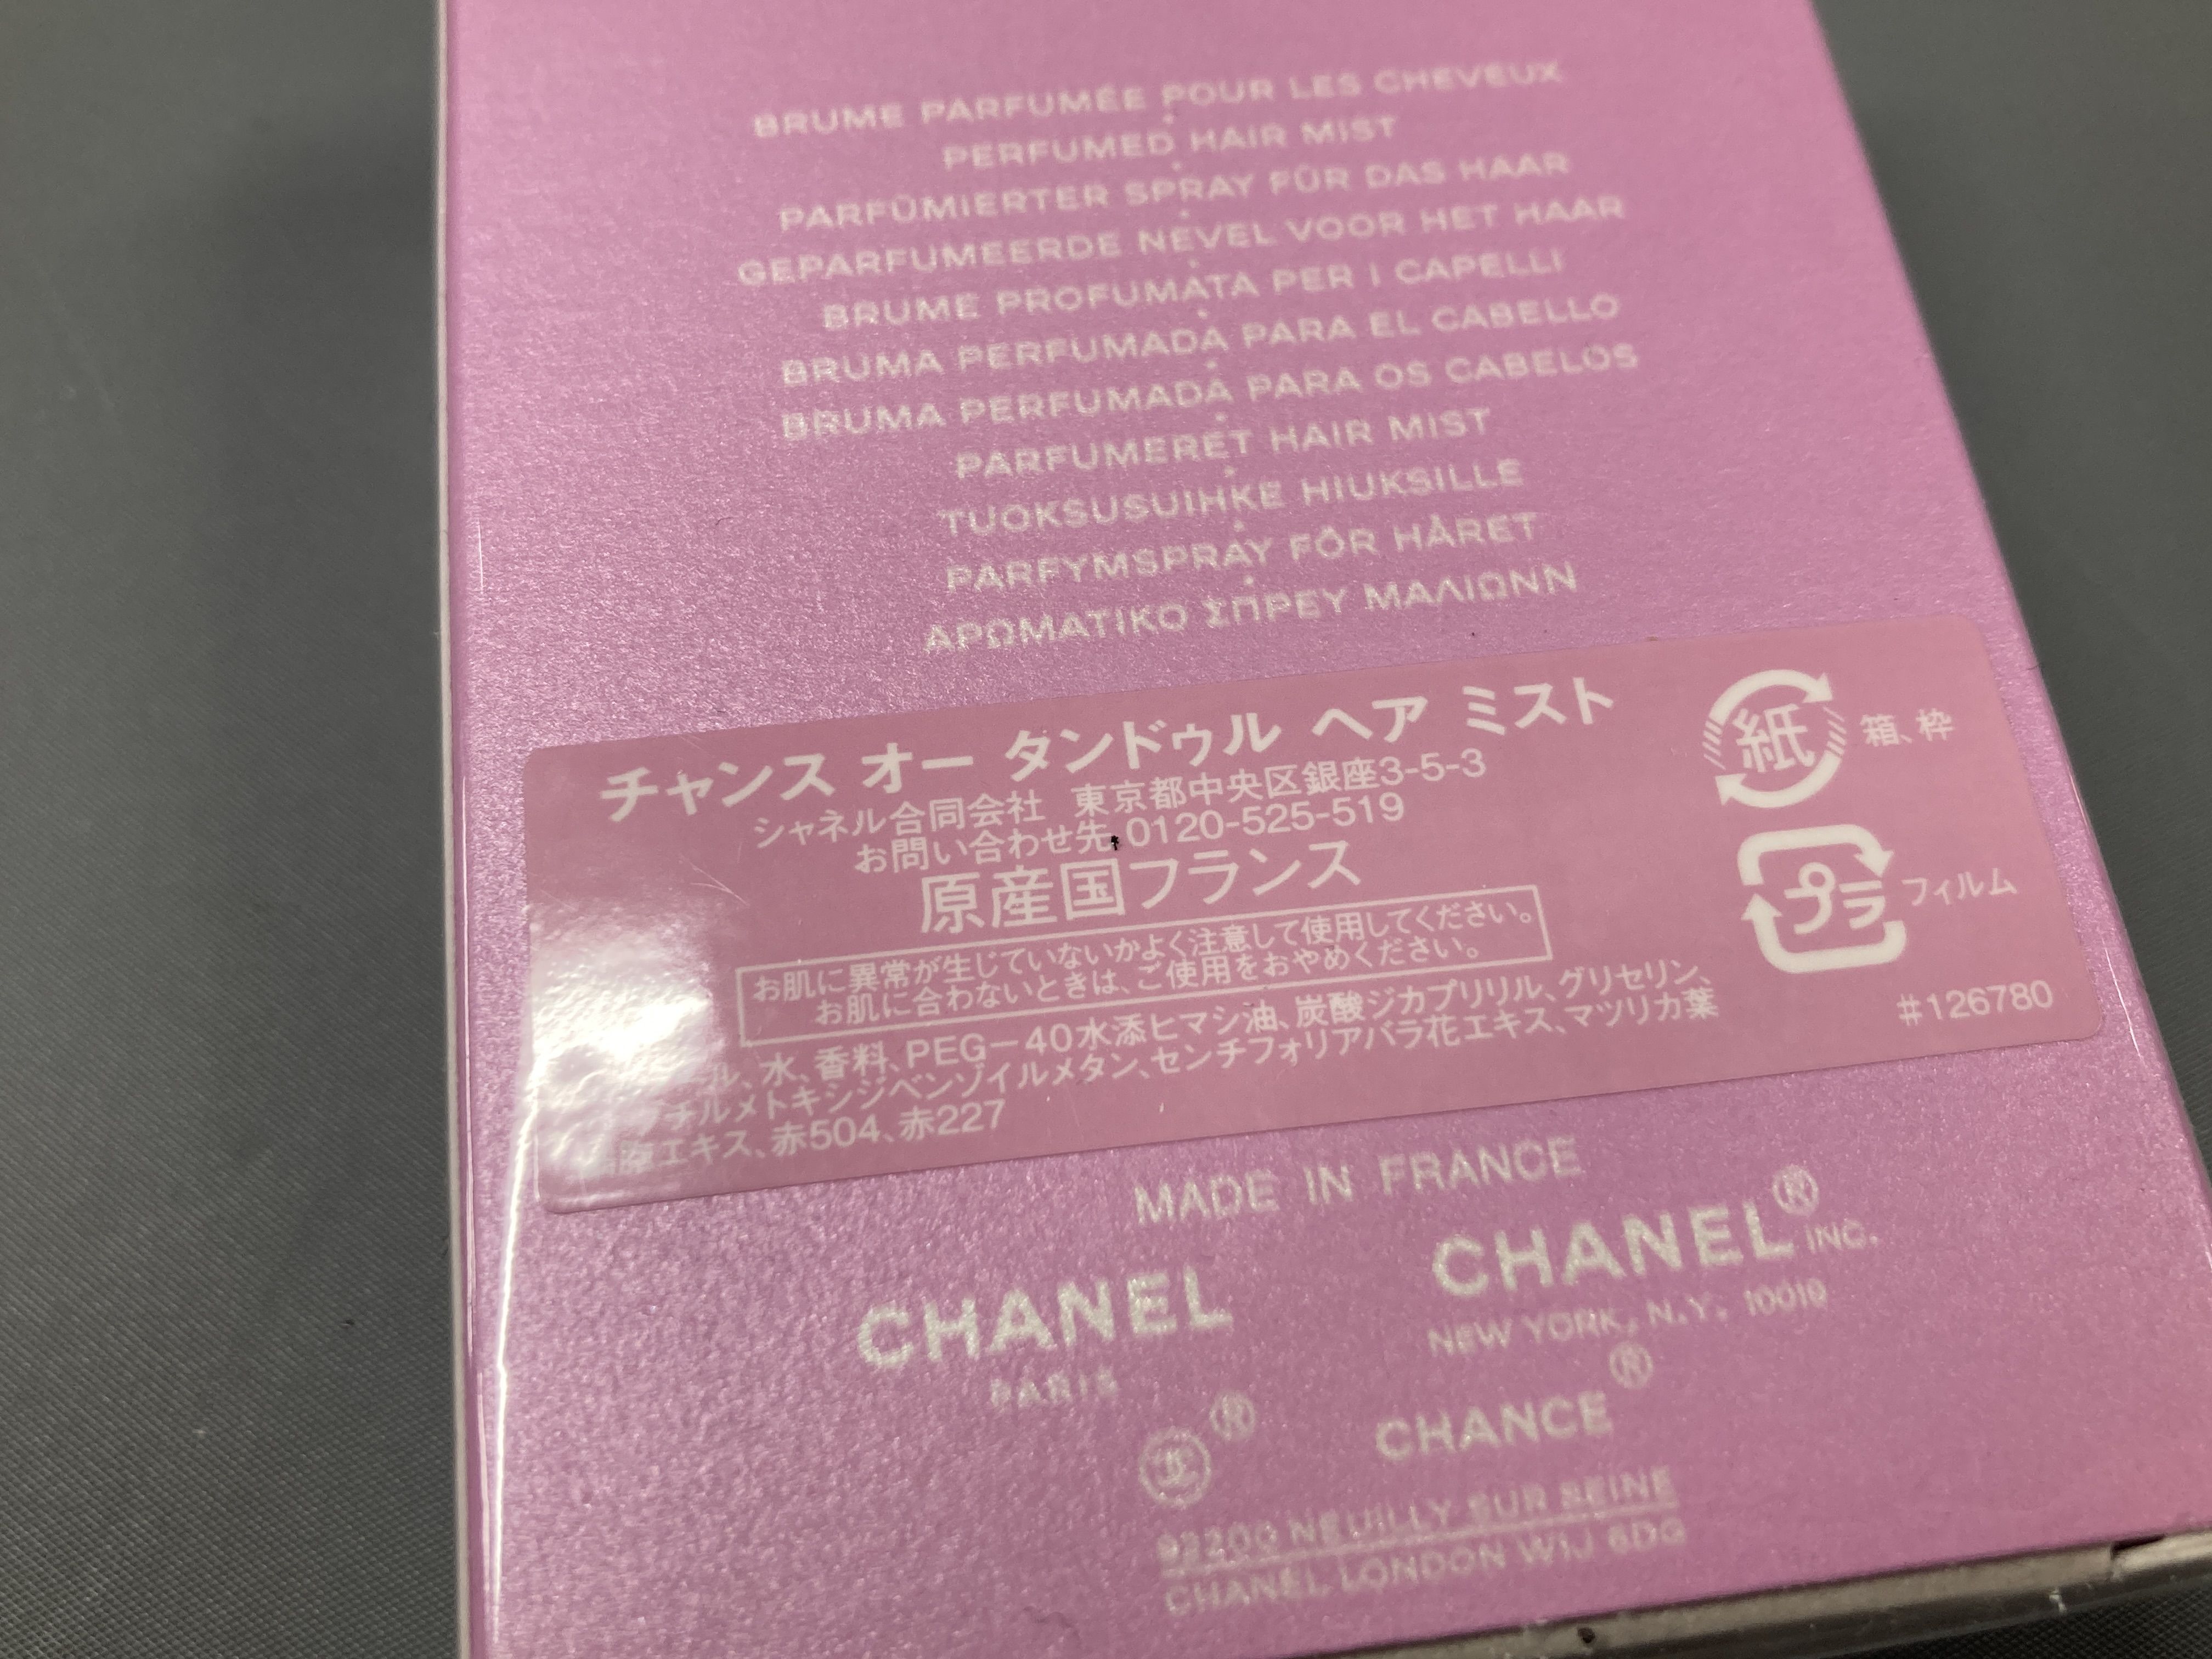 BRUME PARFUMÉE POUR LES CHEVEUX
PERFUMED HAIR MIST
PARFÜMIERTER SPRAY FÜR DAS HAAR
GEPARFUMEERDE NEVEL VOOR HET HAAR
BRUME PROFUMATA PER I CAPELLI
BRUMA PERFUMADA PARA EL CABELLO
BRUMA PERFUMADA PARA OS CABELOS
PARFUMERET HAIR MIST
TUOKSUSUIHKE HIUKSILLE
PARFYMSPRAY FÖR HÅRET
ΑΡΩΜΑΤΙΚΟ ΣΠΡΕΥ ΜΑΛΙΩΝΝ
チャンス オー タンドゥル ヘア ミスト
シャネル合同会社 東京都中央区銀座3-5-3
お問い合わせ先:0120-525-519
原産国フランス
お肌に異常が生じていないかよく注意して使用してください。
お肌に合わないときは、ご使用をおやめください。
水、香料、PEG－40水添ヒマシ油、炭酸ジカプリリル、グリセリン、
チルメトキシジベンゾイルメタン、センチフォリアバラ花エキス、マツリカ葉
エキス、赤504、赤227
紙 箱、枠
プラ フィルム
#126780
MADE IN FRANCE
CHANEL
PARIS
CHANEL® INC.
NEW YORK, N.Y. 10019
®
CHANCE®
92200 NEUILLY SUR SEINE
CHANEL LONDON W1J 6DG